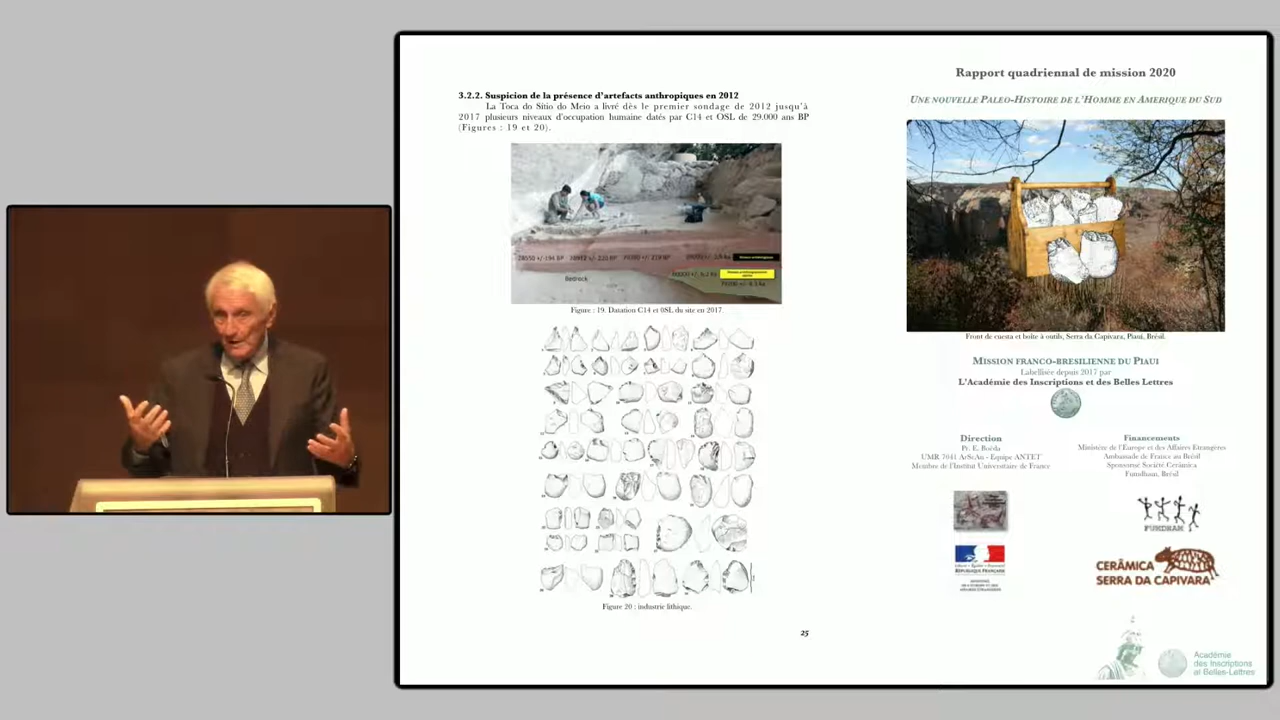 3.2.2. Suspicion de la présence d'artefacts anthropiques en 2012
La Toca do Sitio do Meio a livré dès le premier sondage de 2012 jusqu'à
2017 plusieurs niveaux d'occupation humaine datés par C14 et OSL de 29.000 ans BP
(Figures : 19 et 20).
Bedrock
Figure : 19. Datation C14 et 0SL du site en 2017.
Figure 20 : industrie lithique.
25
Rapport quadriennal de mission 2020
UNE NOUVELLE PALEO-HISTOIRE DE L'HOMME EN AMERIQUE DU SUD
Front de cuesta et boîte à outils, Serra da Capivara, Piaui, Brésil.
MISSION FRANCO-BRESILIENNE DU PIAUI
Labellisée depuis 2017 par
L'Académie des Inscriptions et des Belles Lettres
Direction
Pr. E. Boëda
UMR 7041 ArScAn - Equipe ANTET
Membre de l'Institut Universitaire de France
Financements
Ministère de l'Europe et des Affaires Etrangères
Ambassade de France au Brésil
Sponsorisé Société Cerâmica
Fumdham, Brésil
FUMDHAM
RÉPUBLIQUE FRANÇAISE
CERÂMICA
SERRA DA CAPIVARA
Académie
des Inscriptions
et Belles-Lettres